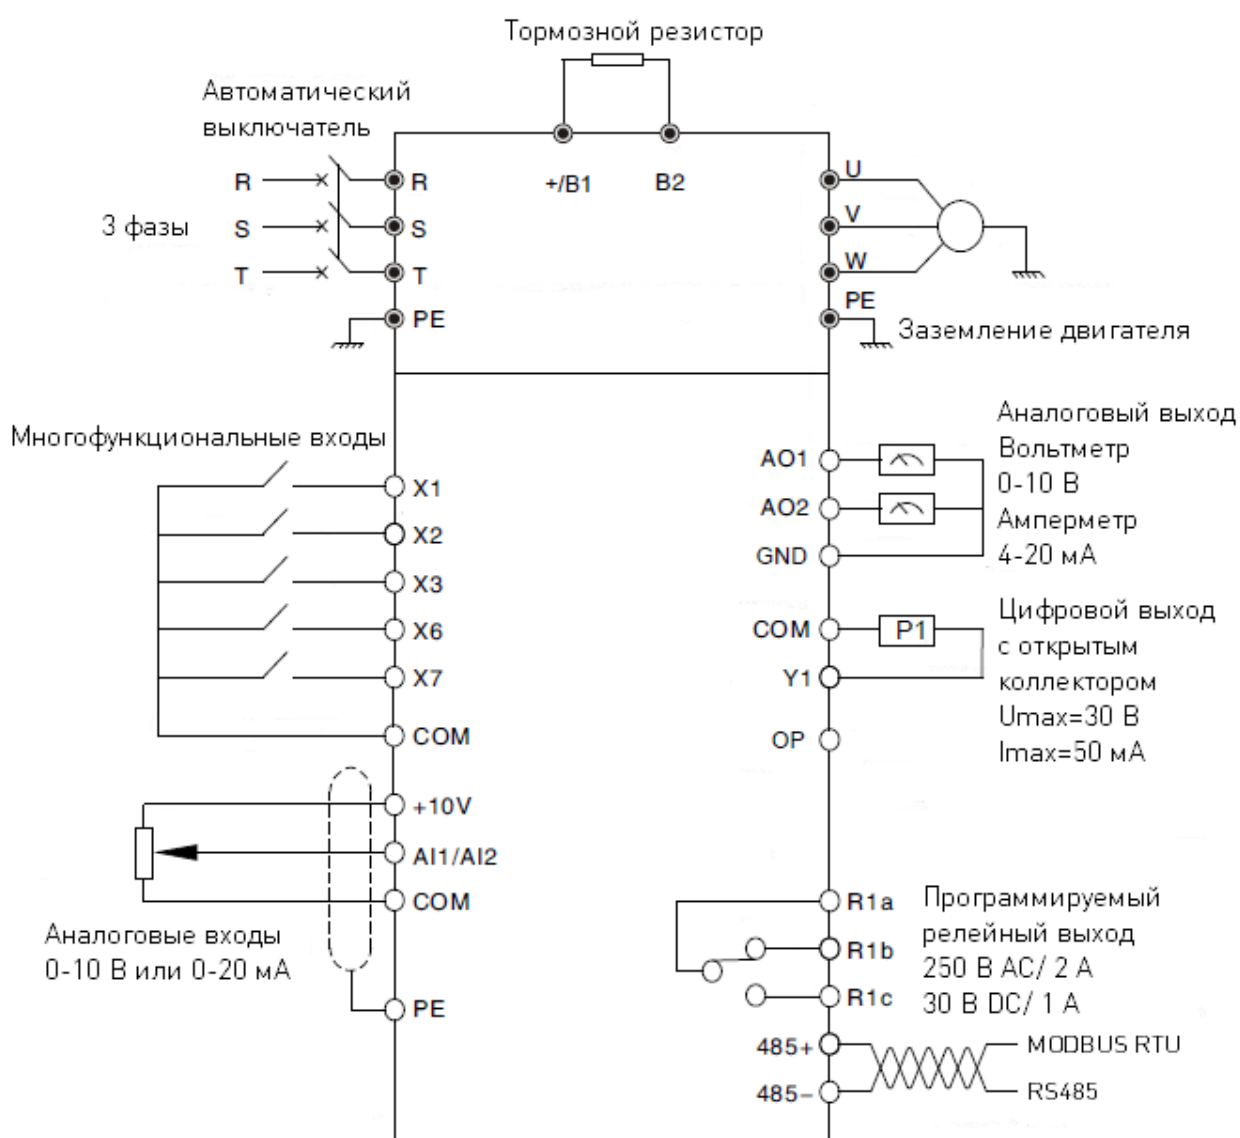 Тормозной резистор
Автоматический
выключатель
+/B1
B2
R
R
S
S
T
T
3 фазы
PE
U
V
W
PE
Заземление двигателя
Многофункциональные входы
X1
X2
X3
X6
X7
COM
+10V
AI1/AI2
COM
Аналоговые входы
0-10 В или 0-20 мА
PE
AO1
AO2
GND
Аналоговый выход
Вольтметр
0-10 В
Амперметр
4-20 мА
COM
P1
Y1
OP
Цифровой выход
с открытым
коллектором
Umax=30 В
Imax=50 мА
R1a
R1b
R1c
Программируемый
релейный выход
250 В AC/ 2 А
30 В DC/ 1 А
485+
MODBUS RTU
485−
RS485